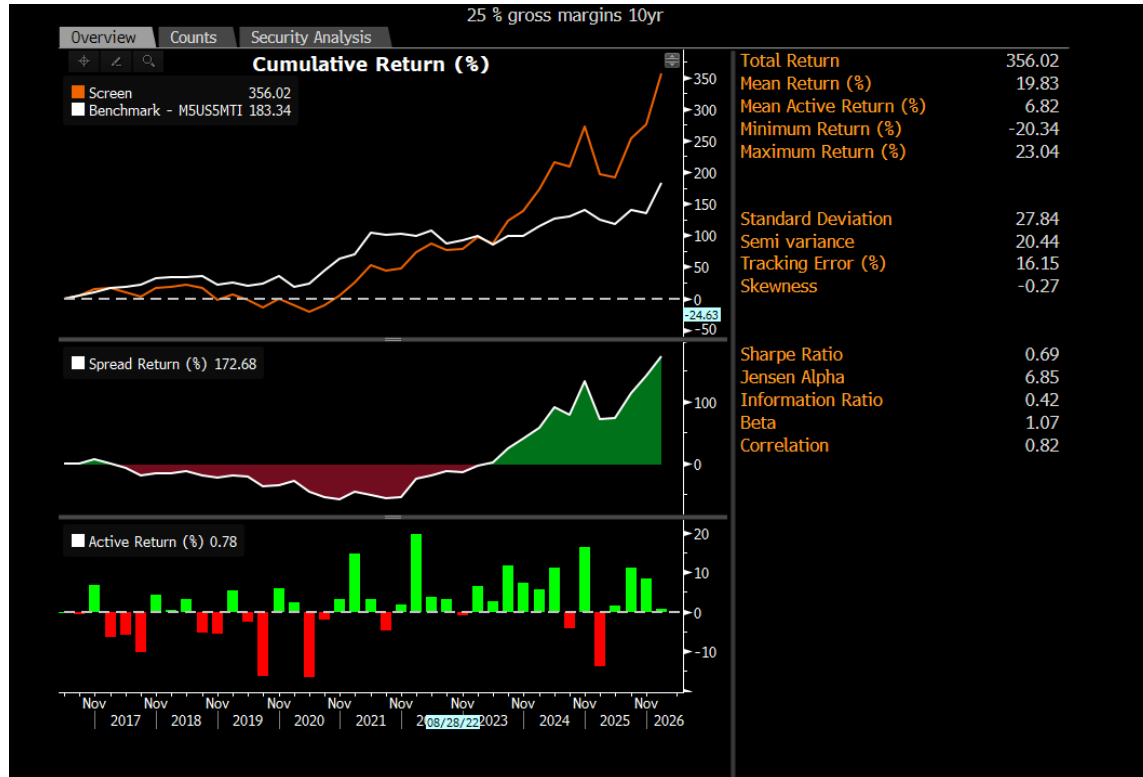 25 % gross margins 10yr
Overview Counts Security Analysis
Cumulative Return (%)
Screen 356.02
Benchmark - M5US5MTI 183.34
350
300
250
200
150
100
50
0
-24.63
-50
Spread Return (%) 172.68
100
0
Active Return (%) 0.78
20
10
0
-10
Nov Nov Nov Nov Nov Nov Nov Nov Nov Nov
2017 2018 2019 2020 2021 2 08/28/22 2023 2024 2025 2026
Total Return 356.02
Mean Return (%) 19.83
Mean Active Return (%) 6.82
Minimum Return (%) -20.34
Maximum Return (%) 23.04
Standard Deviation 27.84
Semi variance 20.44
Tracking Error (%) 16.15
Skewness -0.27
Sharpe Ratio 0.69
Jensen Alpha 6.85
Information Ratio 0.42
Beta 1.07
Correlation 0.82